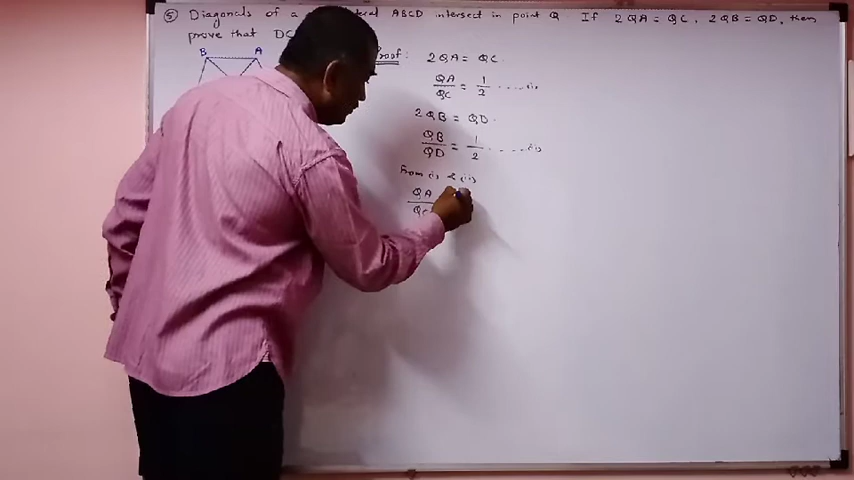 ⑤ Diagonals of a ABCD intersect in point Q If 2QA = QC, 2QB = QD, then
prove that DC
B A
Proof : 2QA = QC.
QA/QC = 1/2 .....(i)
2QB = QD.
QB/QD = 1/2 .....(ii)
From (i) & (ii)
QA